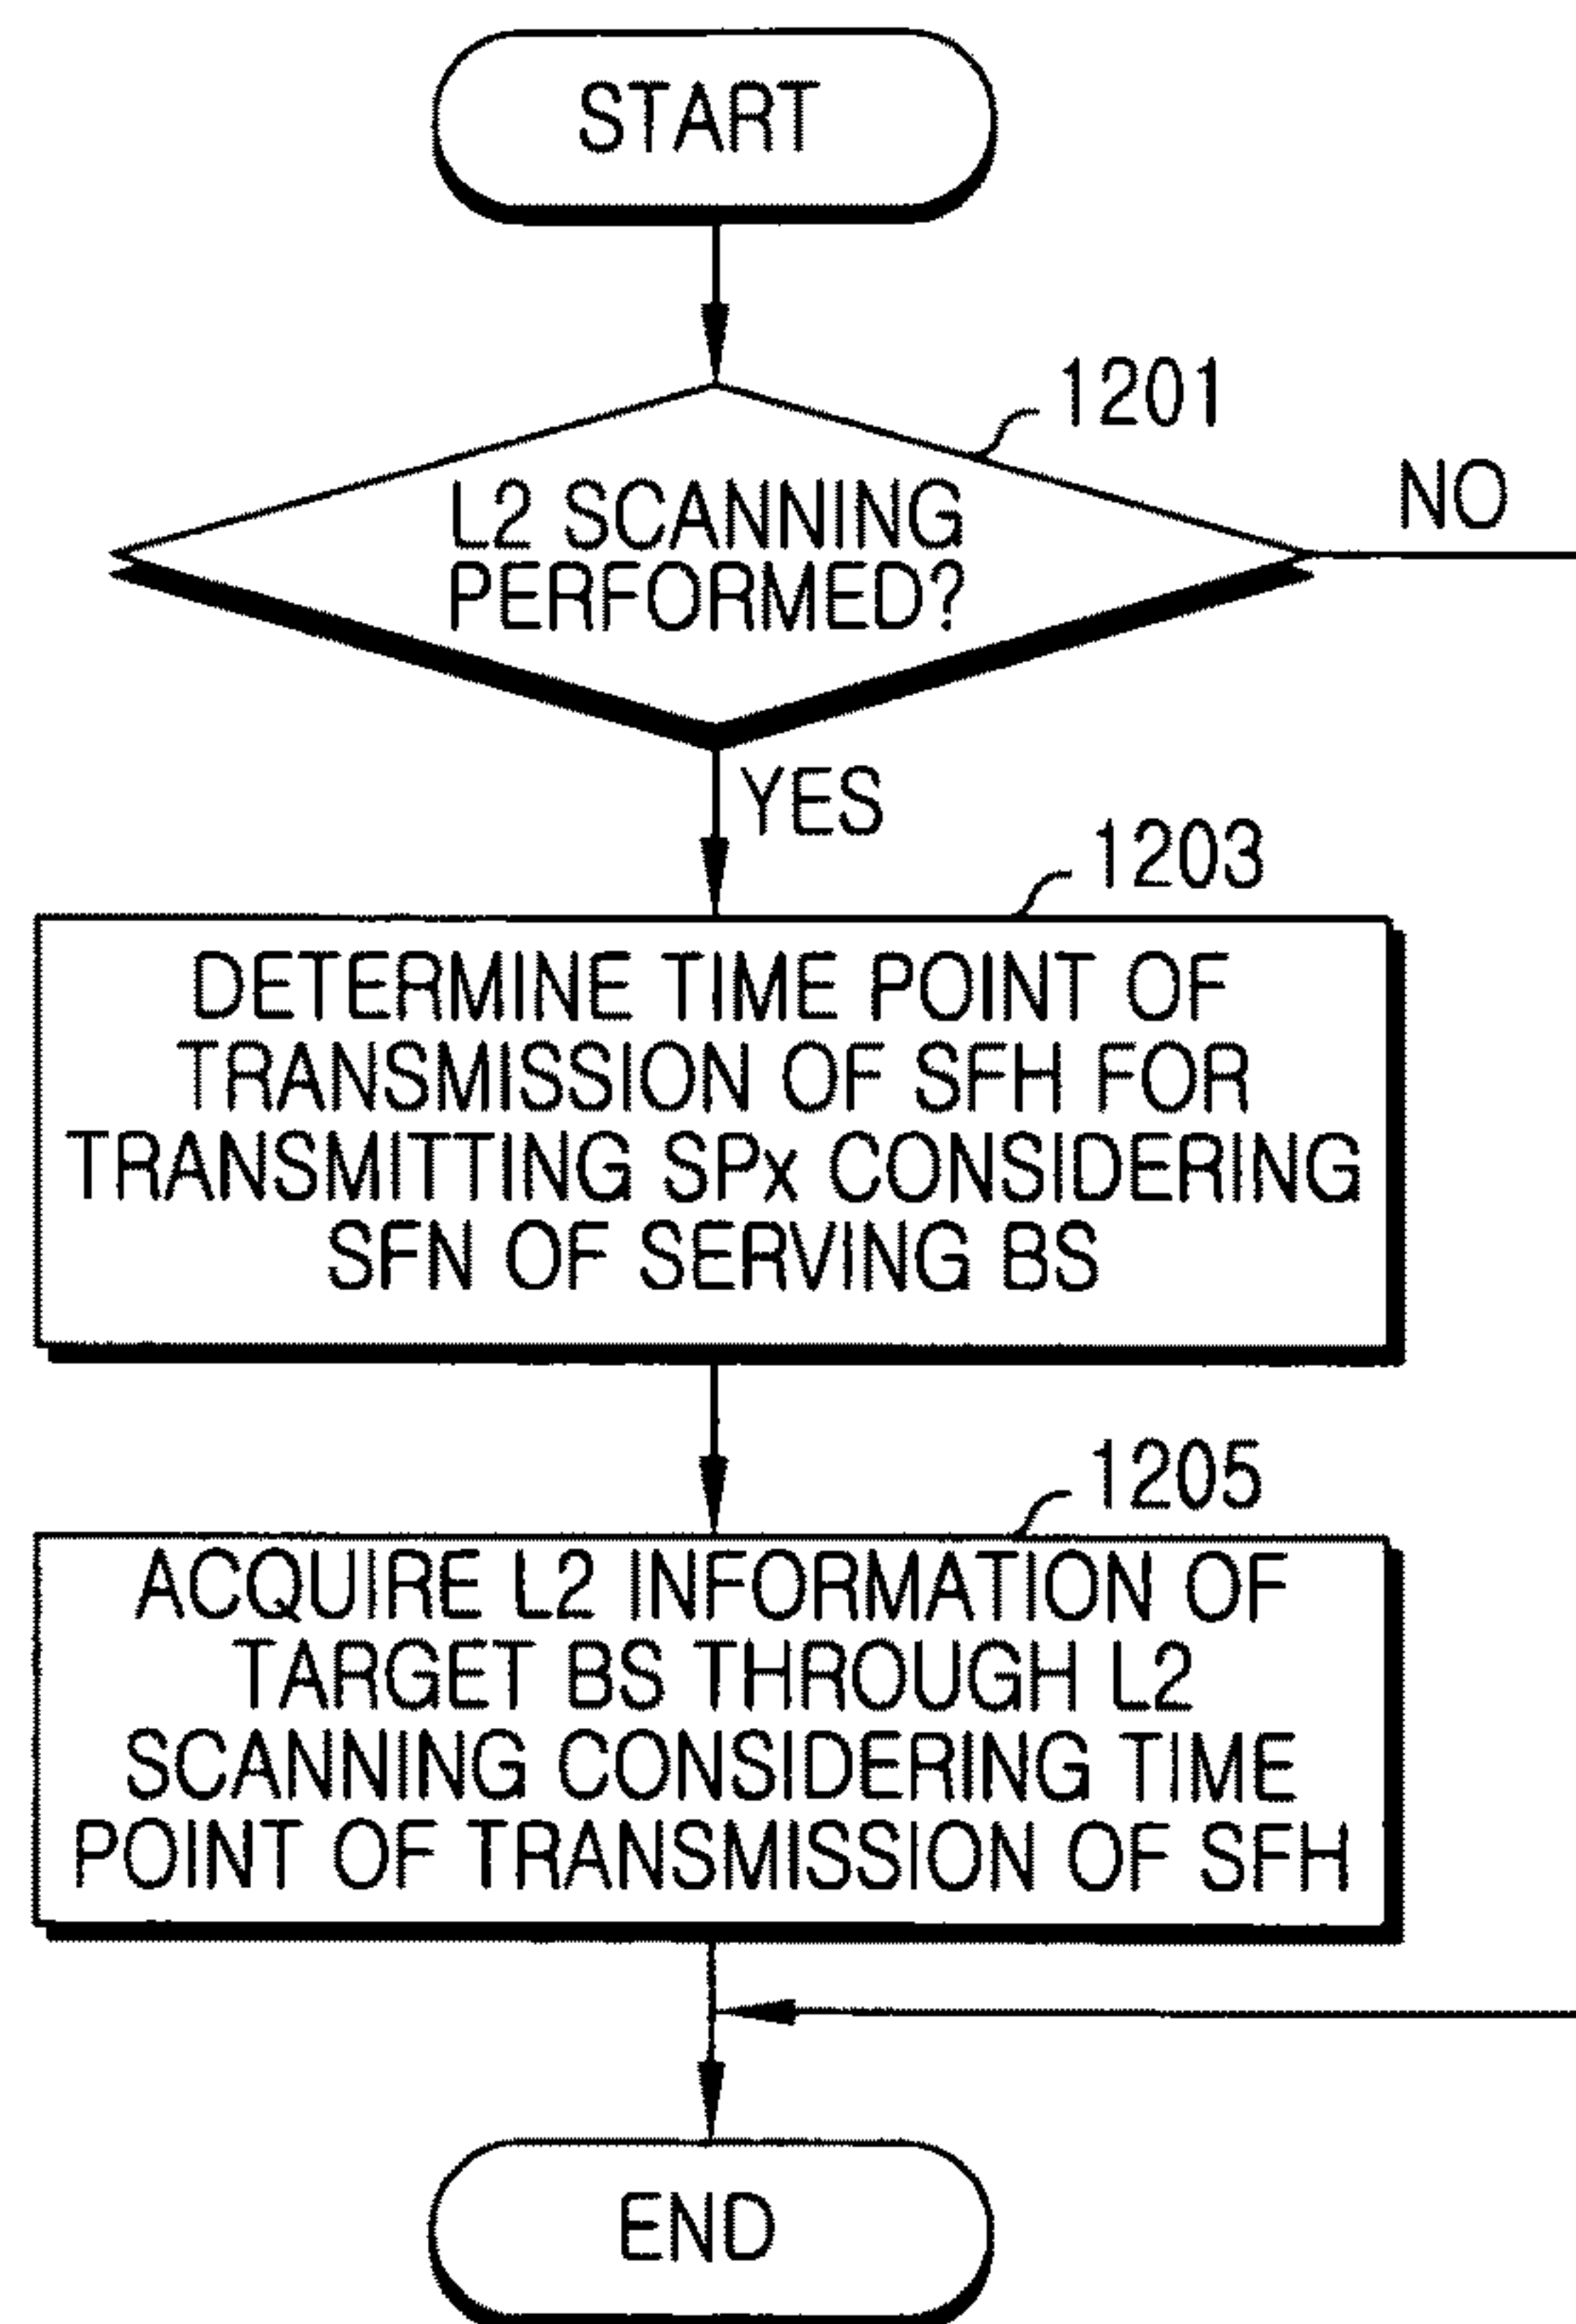 START
1201
L2 SCANNING
PERFORMED?
NO
YES
1203
DETERMINE TIME POINT OF
TRANSMISSION OF SFH FOR
TRANSMITTING SPx CONSIDERING
SFN OF SERVING BS
1205
ACQUIRE L2 INFORMATION OF
TARGET BS THROUGH L2
SCANNING CONSIDERING TIME
POINT OF TRANSMISSION OF SFH
END